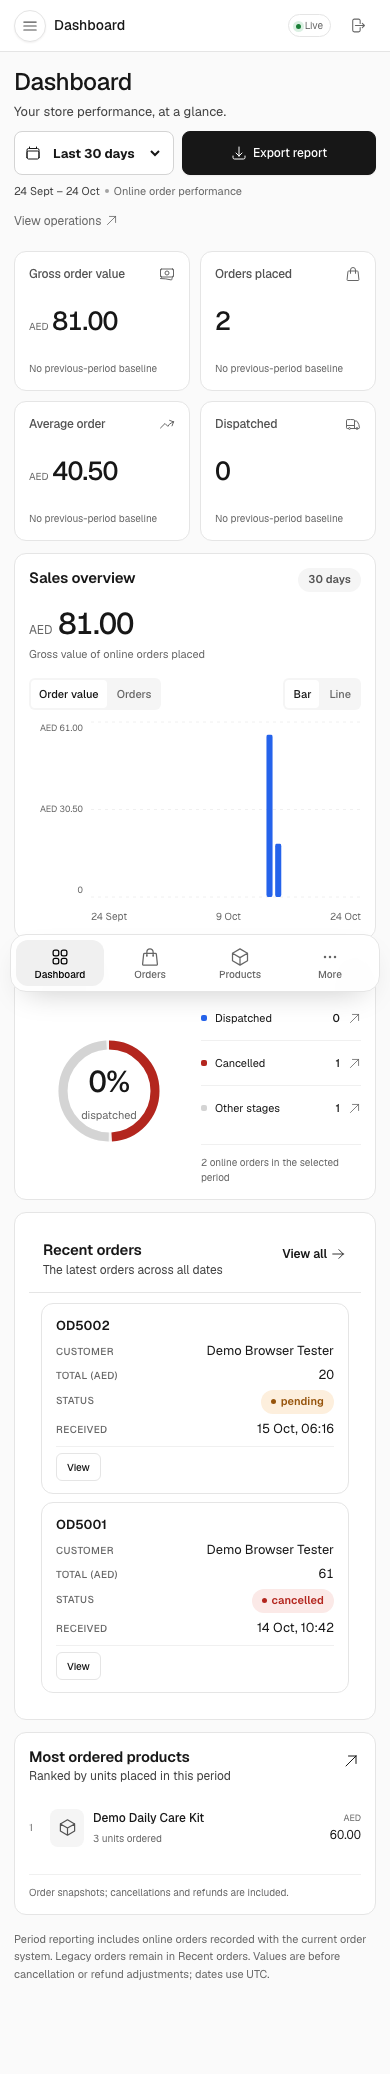 Dashboard
Live
Dashboard
Your store performance, at a glance.
Last 30 days
Export report
24 Sept – 24 Oct • Online order performance
View operations
Gross order value
AED 81.00
No previous-period baseline
Orders placed
2
No previous-period baseline
Average order
AED 40.50
No previous-period baseline
Dispatched
0
No previous-period baseline
Sales overview
30 days
AED 81.00
Gross value of online orders placed
Order value Orders
Bar Line
AED 61.00
AED 30.50
0
24 Sept 9 Oct 24 Oct
Dashboard Orders Products More
0%
dispatched
Dispatched 0
Cancelled 1
Other stages 1
2 online orders in the selected
period
Recent orders
View all
The latest orders across all dates
OD5002
CUSTOMER Demo Browser Tester
TOTAL (AED) 20
STATUS pending
RECEIVED 15 Oct, 06:16
View
OD5001
CUSTOMER Demo Browser Tester
TOTAL (AED) 61
STATUS cancelled
RECEIVED 14 Oct, 10:42
View
Most ordered products
Ranked by units placed in this period
1
Demo Daily Care Kit
3 units ordered
AED
60.00
Order snapshots; cancellations and refunds are included.
Period reporting includes online orders recorded with the current order
system. Legacy orders remain in Recent orders. Values are before
cancellation or refund adjustments; dates use UTC.